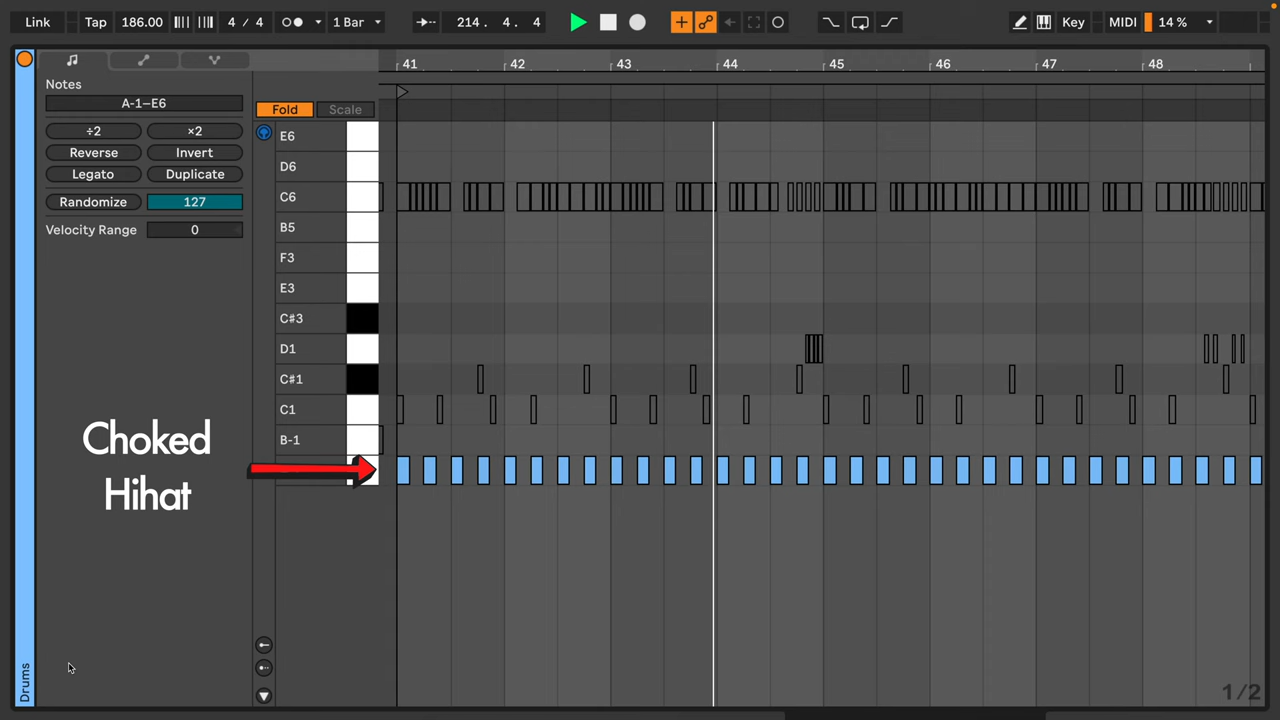 Link Tap 186.00 4 / 4 1 Bar 214. 4. 4 Key MIDI 14 %
41 42 43 44 45 46 47 48
Notes
A-1–E6
÷2 ×2
Reverse Invert
Legato Duplicate
Randomize 127
Velocity Range 0
Fold Scale
E6
D6
C6
B5
F3
E3
C#3
D1
C#1
C1
B-1
Choked
Hihat
Drums
1/2